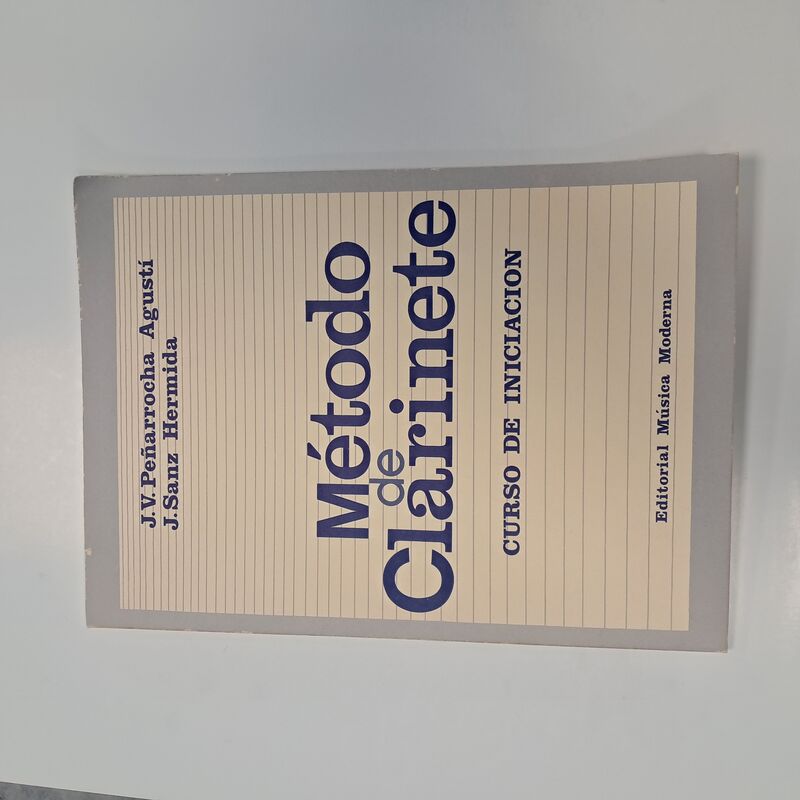 J.V. Peñarrocha Agustí
J. Sanz Hermida
Método
de
Clarinete
CURSO DE INICIACION
Editorial Música Moderna